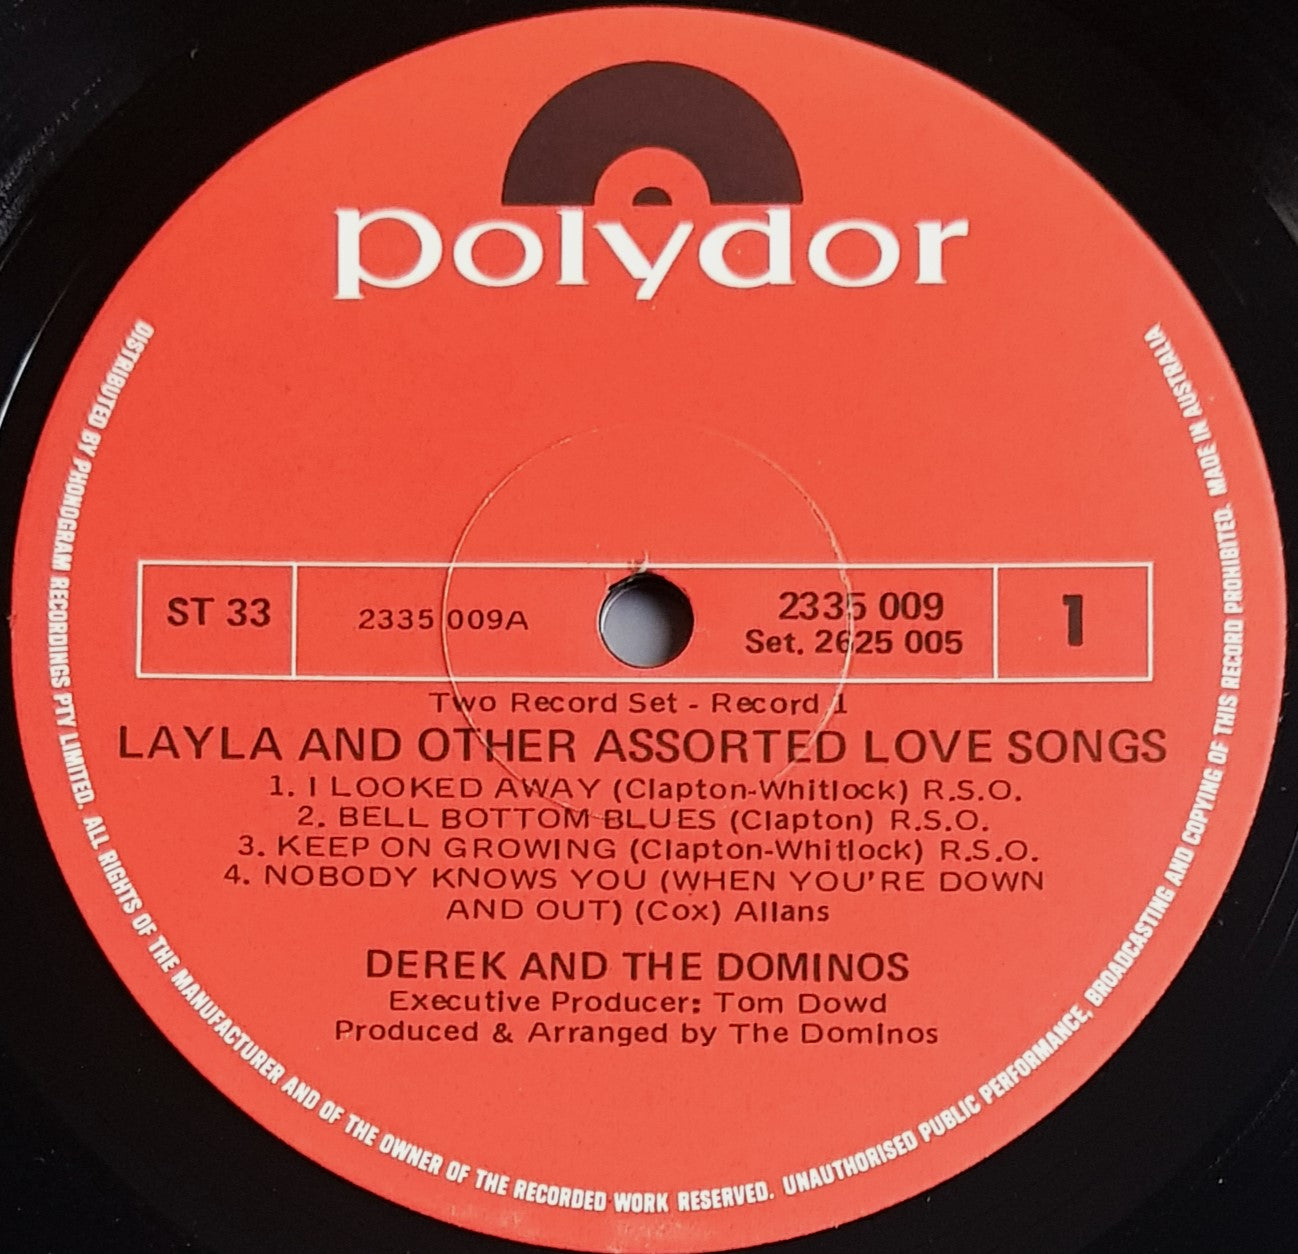 polydor
ST 33
2335 009A
2335 009
Set. 2625 005
1
Two Record Set - Record 1
LAYLA AND OTHER ASSORTED LOVE SONGS
1. I LOOKED AWAY (Clapton-Whitlock) R.S.O.
2. BELL BOTTOM BLUES (Clapton) R.S.O.
3. KEEP ON GROWING (Clapton-Whitlock) R.S.O.
4. NOBODY KNOWS YOU (WHEN YOU'RE DOWN
AND OUT) (Cox) Allans
DEREK AND THE DOMINOS
Executive Producer: Tom Dowd
Produced & Arranged by The Dominos
DISTRIBUTED BY PHONOGRAM RECORDINGS PTY LIMITED. ALL RIGHTS OF THE MANUFACTURER AND OF THE OWNER OF THE RECORDED WORK RESERVED. UNAUTHORISED PUBLIC PERFORMANCE, BROADCASTING AND COPYING OF THIS RECORD PROHIBITED. MADE IN AUSTRALIA